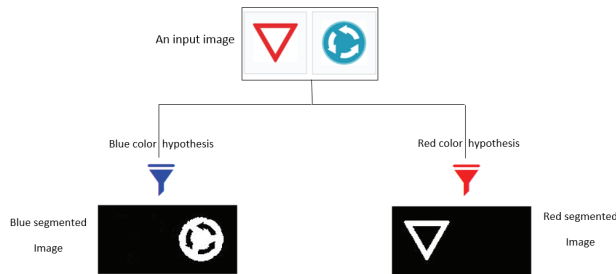 An input image
Blue color hypothesis
Red color hypothesis
Blue segmented
Image
Red segmented
Image